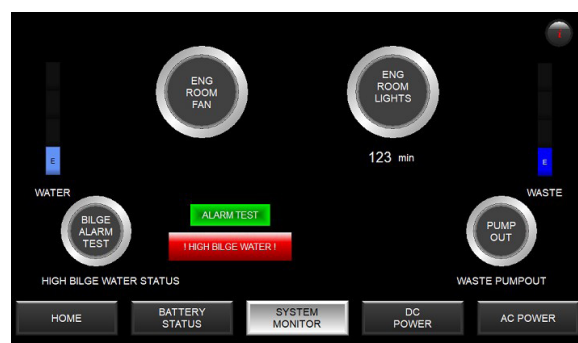 i
ENG
ROOM
FAN
ENG
ROOM
LIGHTS
E
E
123 min
WATER
WASTE
BILGE
ALARM
TEST
ALARM TEST
! HIGH BILGE WATER !
PUMP
OUT
HIGH BILGE WATER STATUS
WASTE PUMPOUT
HOME
BATTERY
STATUS
SYSTEM
MONITOR
DC
POWER
AC POWER